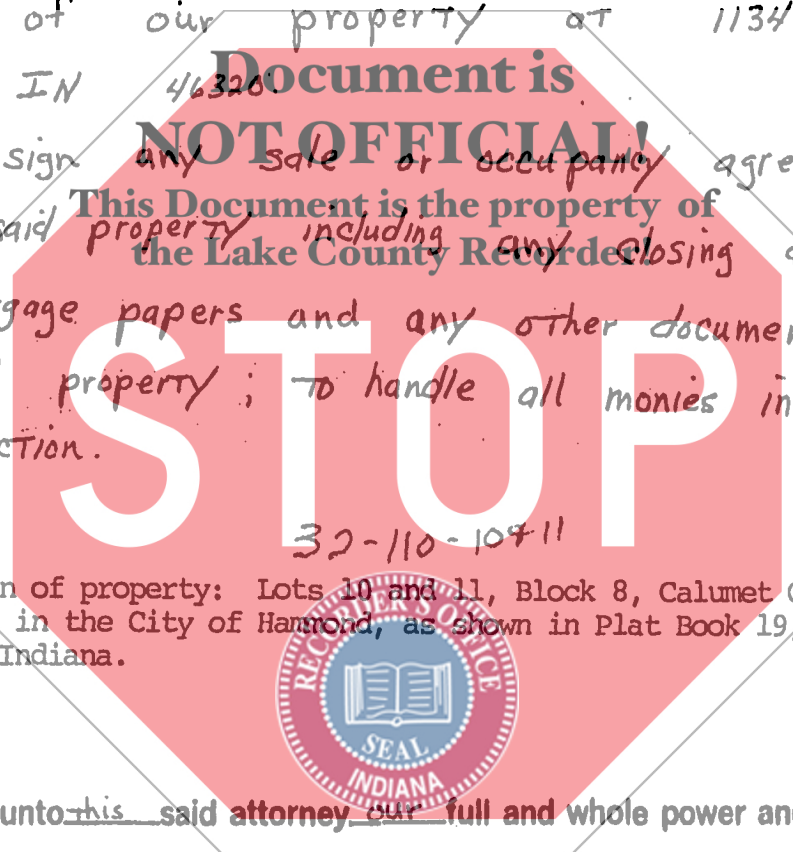 of our property at 1134
IN 46320.
Document is
NOT OFFICIAL!
sign any sale or occupancy agre
This Document is the property of
said property including any closing
the Lake County Recorder!
gage papers and any other documen
STOP
property ; to handle all monies in
ction.
32-110-10+11
n of property: Lots 10 and 11, Block 8, Calumet
in the City of Hammond, as shown in Plat Book 19,
Indiana.
RECORDER'S OFFICE
SEAL
INDIANA
unto this said attorney our full and whole power and